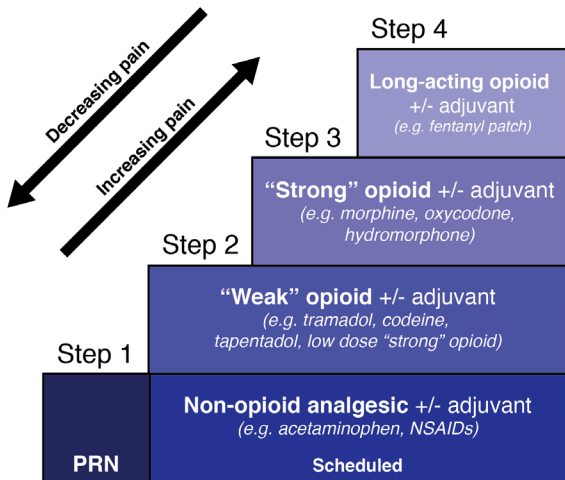 Step 4
Decreasing pain
Increasing pain
Long-acting opioid
+/- adjuvant
(e.g. fentanyl patch)
Step 3
“Strong” opioid +/- adjuvant
(e.g. morphine, oxycodone,
hydromorphone)
Step 2
“Weak” opioid +/- adjuvant
(e.g. tramadol, codeine,
tapentadol, low dose “strong” opioid)
Step 1
Non-opioid analgesic +/- adjuvant
(e.g. acetaminophen, NSAIDs)
PRN
Scheduled